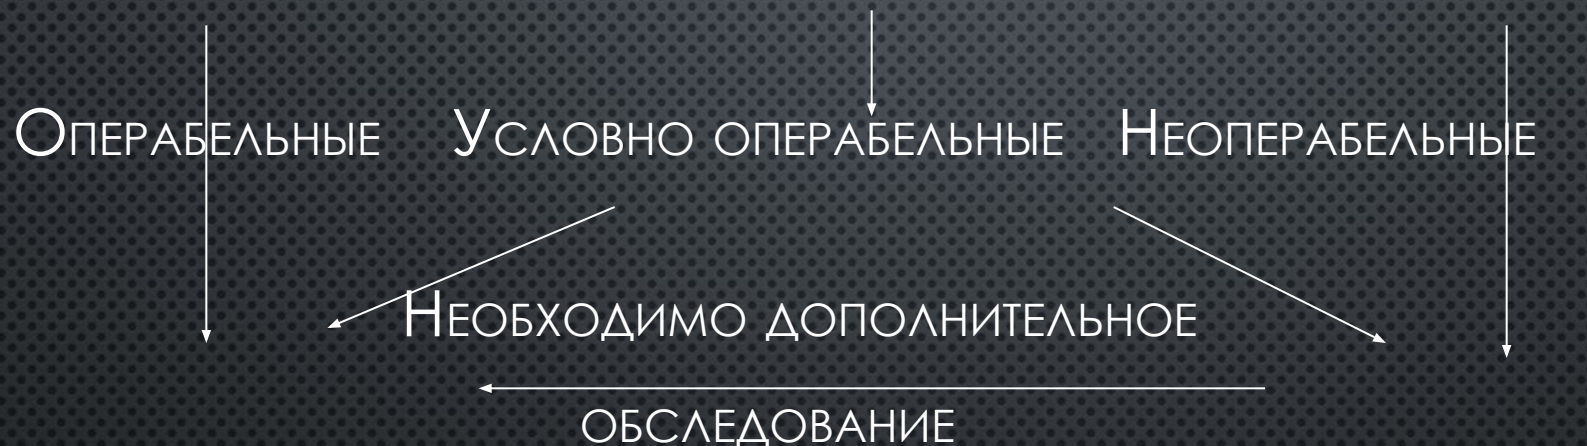 Операбельные Условно операбельные Неоперабельные
Необходимо дополнительное
обследование